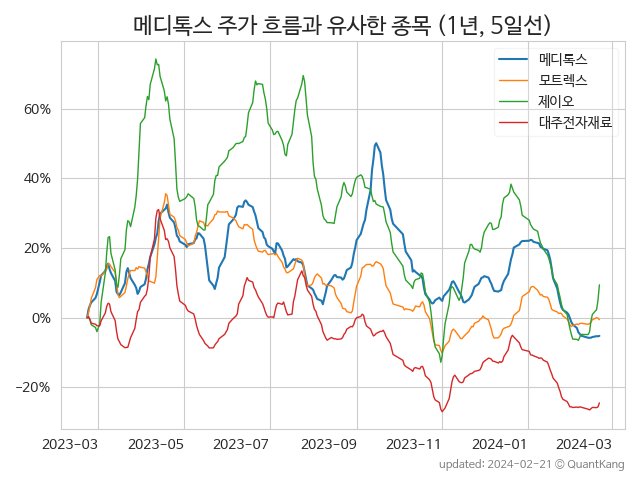 메디톡스 주가 흐름과 유사한 종목 (1년, 5일선)
메디톡스
모트렉스
제이오
대주전자재료
60%
40%
20%
0%
−20%
2023-03 2023-05 2023-07 2023-09 2023-11 2024-01 2024-03
updated: 2024-02-21 © QuantKang